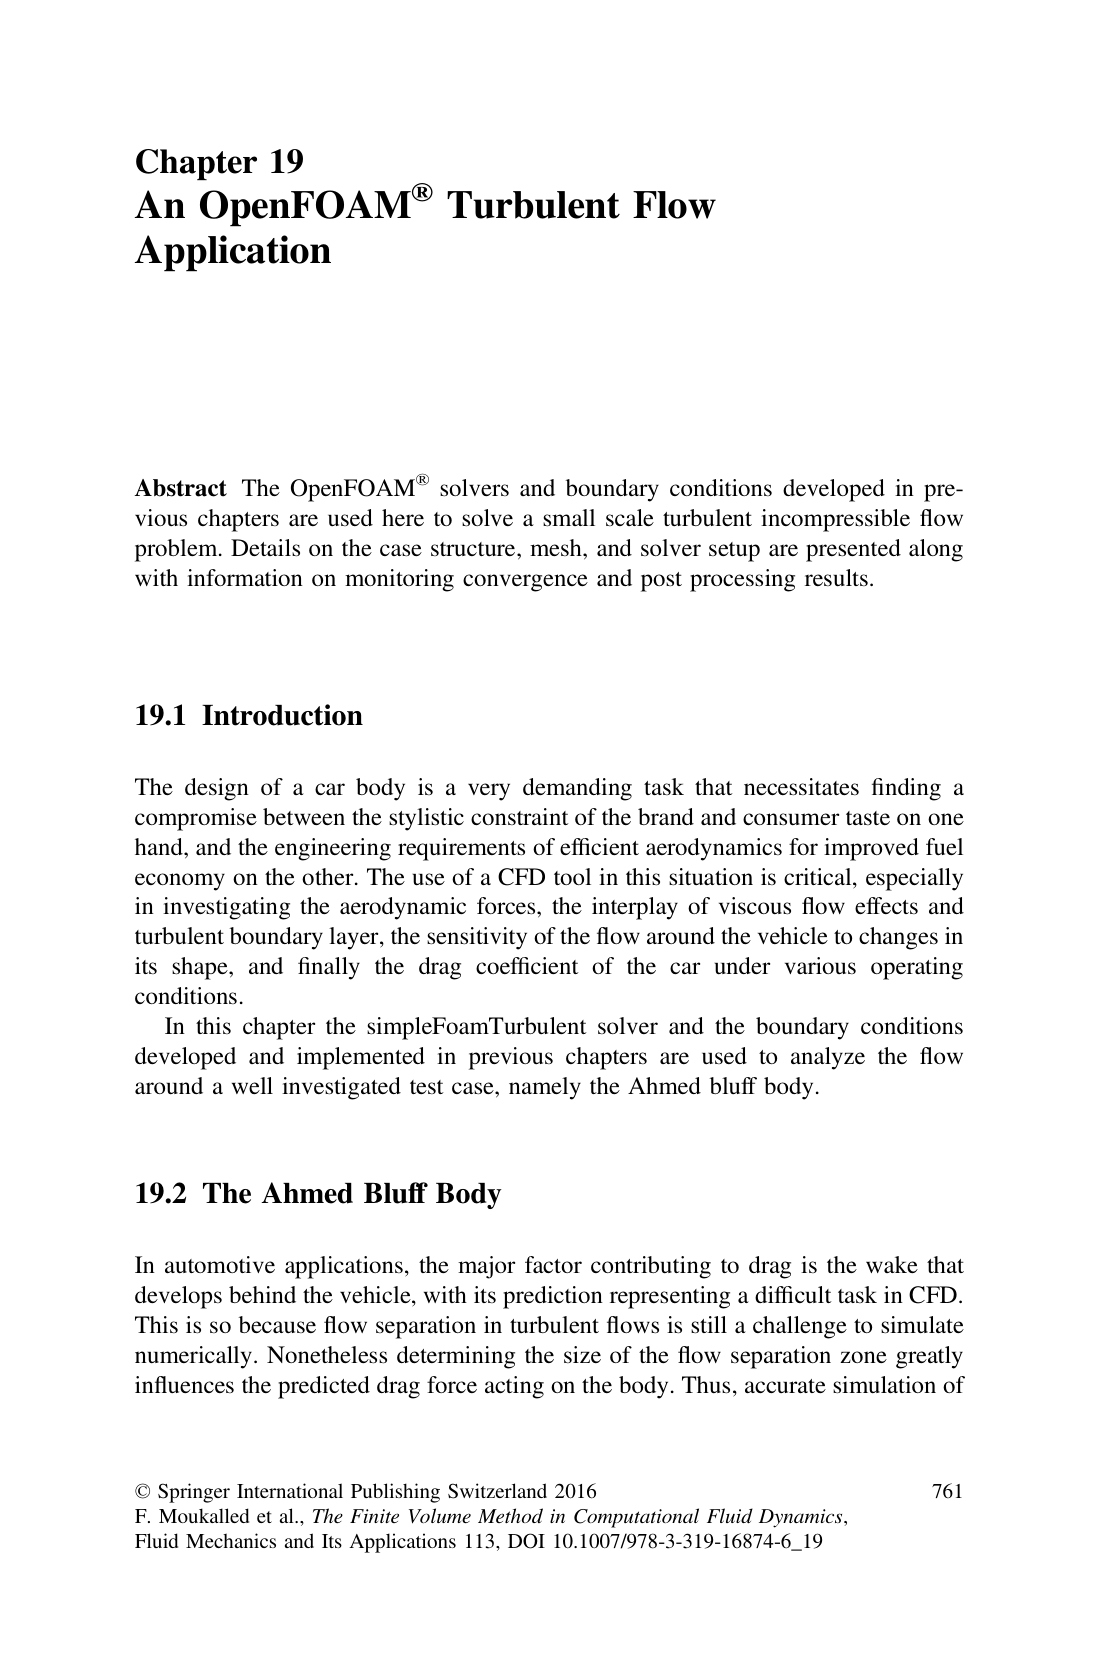 Chapter 19
An OpenFOAM® Turbulent Flow
Application
Abstract The OpenFOAM® solvers and boundary conditions developed in pre-
vious chapters are used here to solve a small scale turbulent incompressible flow
problem. Details on the case structure, mesh, and solver setup are presented along
with information on monitoring convergence and post processing results.
19.1 Introduction
The design of a car body is a very demanding task that necessitates finding a
compromise between the stylistic constraint of the brand and consumer taste on one
hand, and the engineering requirements of efficient aerodynamics for improved fuel
economy on the other. The use of a CFD tool in this situation is critical, especially
in investigating the aerodynamic forces, the interplay of viscous flow effects and
turbulent boundary layer, the sensitivity of the flow around the vehicle to changes in
its shape, and finally the drag coefficient of the car under various operating
conditions.
In this chapter the simpleFoamTurbulent solver and the boundary conditions
developed and implemented in previous chapters are used to analyze the flow
around a well investigated test case, namely the Ahmed bluff body.
19.2 The Ahmed Bluff Body
In automotive applications, the major factor contributing to drag is the wake that
develops behind the vehicle, with its prediction representing a difficult task in CFD.
This is so because flow separation in turbulent flows is still a challenge to simulate
numerically. Nonetheless determining the size of the flow separation zone greatly
influences the predicted drag force acting on the body. Thus, accurate simulation of
© Springer International Publishing Switzerland 2016 761
F. Moukalled et al., The Finite Volume Method in Computational Fluid Dynamics,
Fluid Mechanics and Its Applications 113, DOI 10.1007/978-3-319-16874-6_19